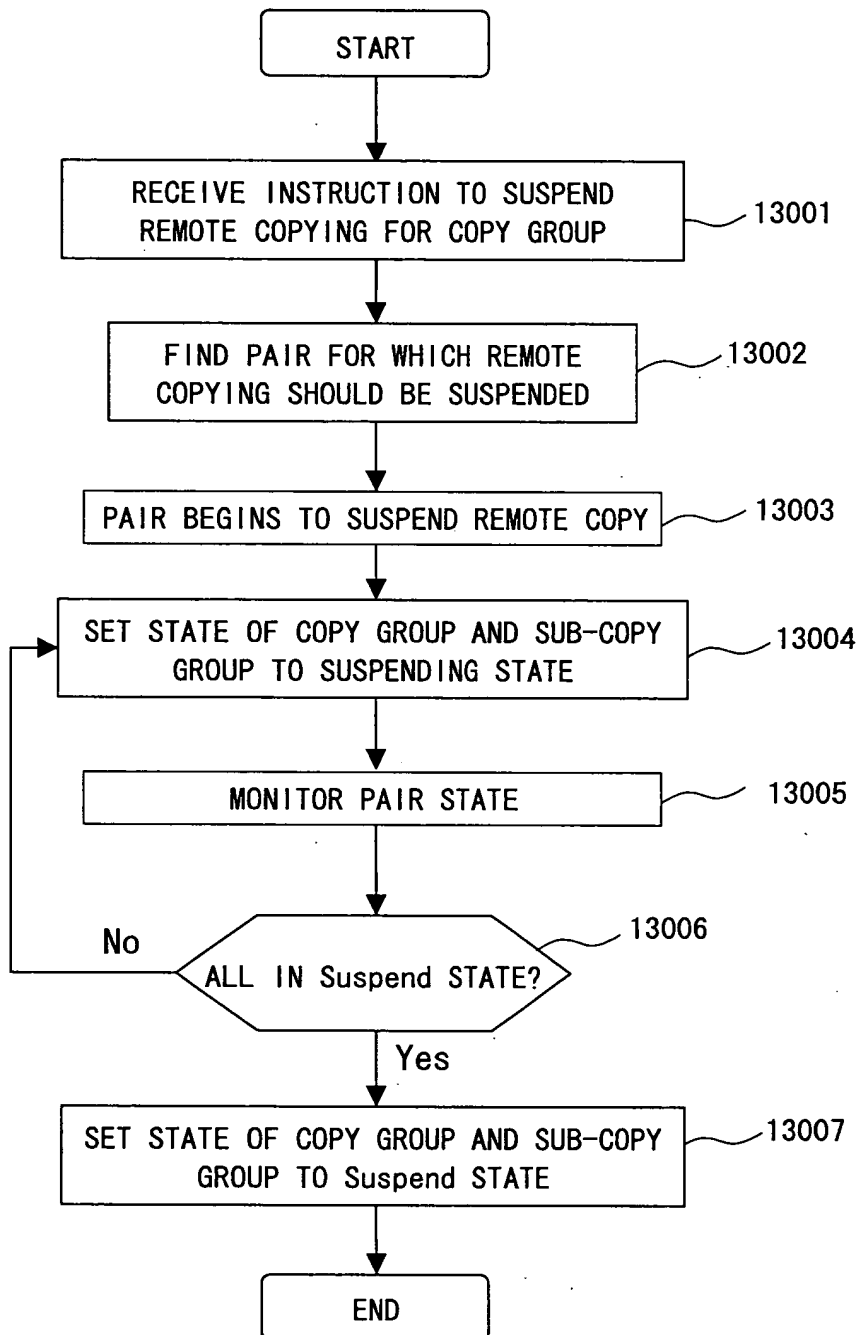 START
RECEIVE INSTRUCTION TO SUSPEND
REMOTE COPYING FOR COPY GROUP
13001
FIND PAIR FOR WHICH REMOTE
COPYING SHOULD BE SUSPENDED
13002
PAIR BEGINS TO SUSPEND REMOTE COPY
13003
SET STATE OF COPY GROUP AND SUB-COPY
GROUP TO SUSPENDING STATE
13004
MONITOR PAIR STATE
13005
No
13006
ALL IN Suspend STATE?
Yes
SET STATE OF COPY GROUP AND SUB-COPY
GROUP TO Suspend STATE
13007
END